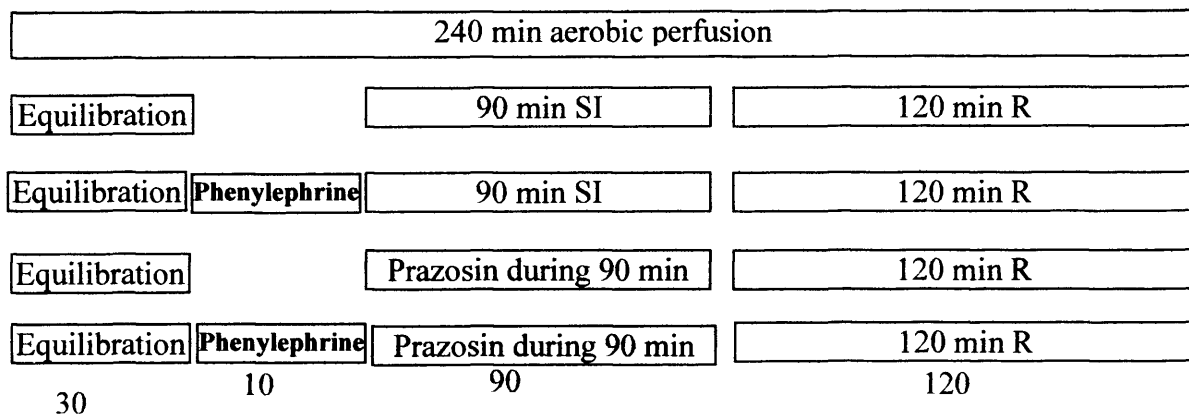 240 min aerobic perfusion
Equilibration 90 min SI 120 min R
Equilibration Phenylephrine 90 min SI 120 min R
Equilibration Prazosin during 90 min 120 min R
Equilibration Phenylephrine Prazosin during 90 min 120 min R
30 10 90 120